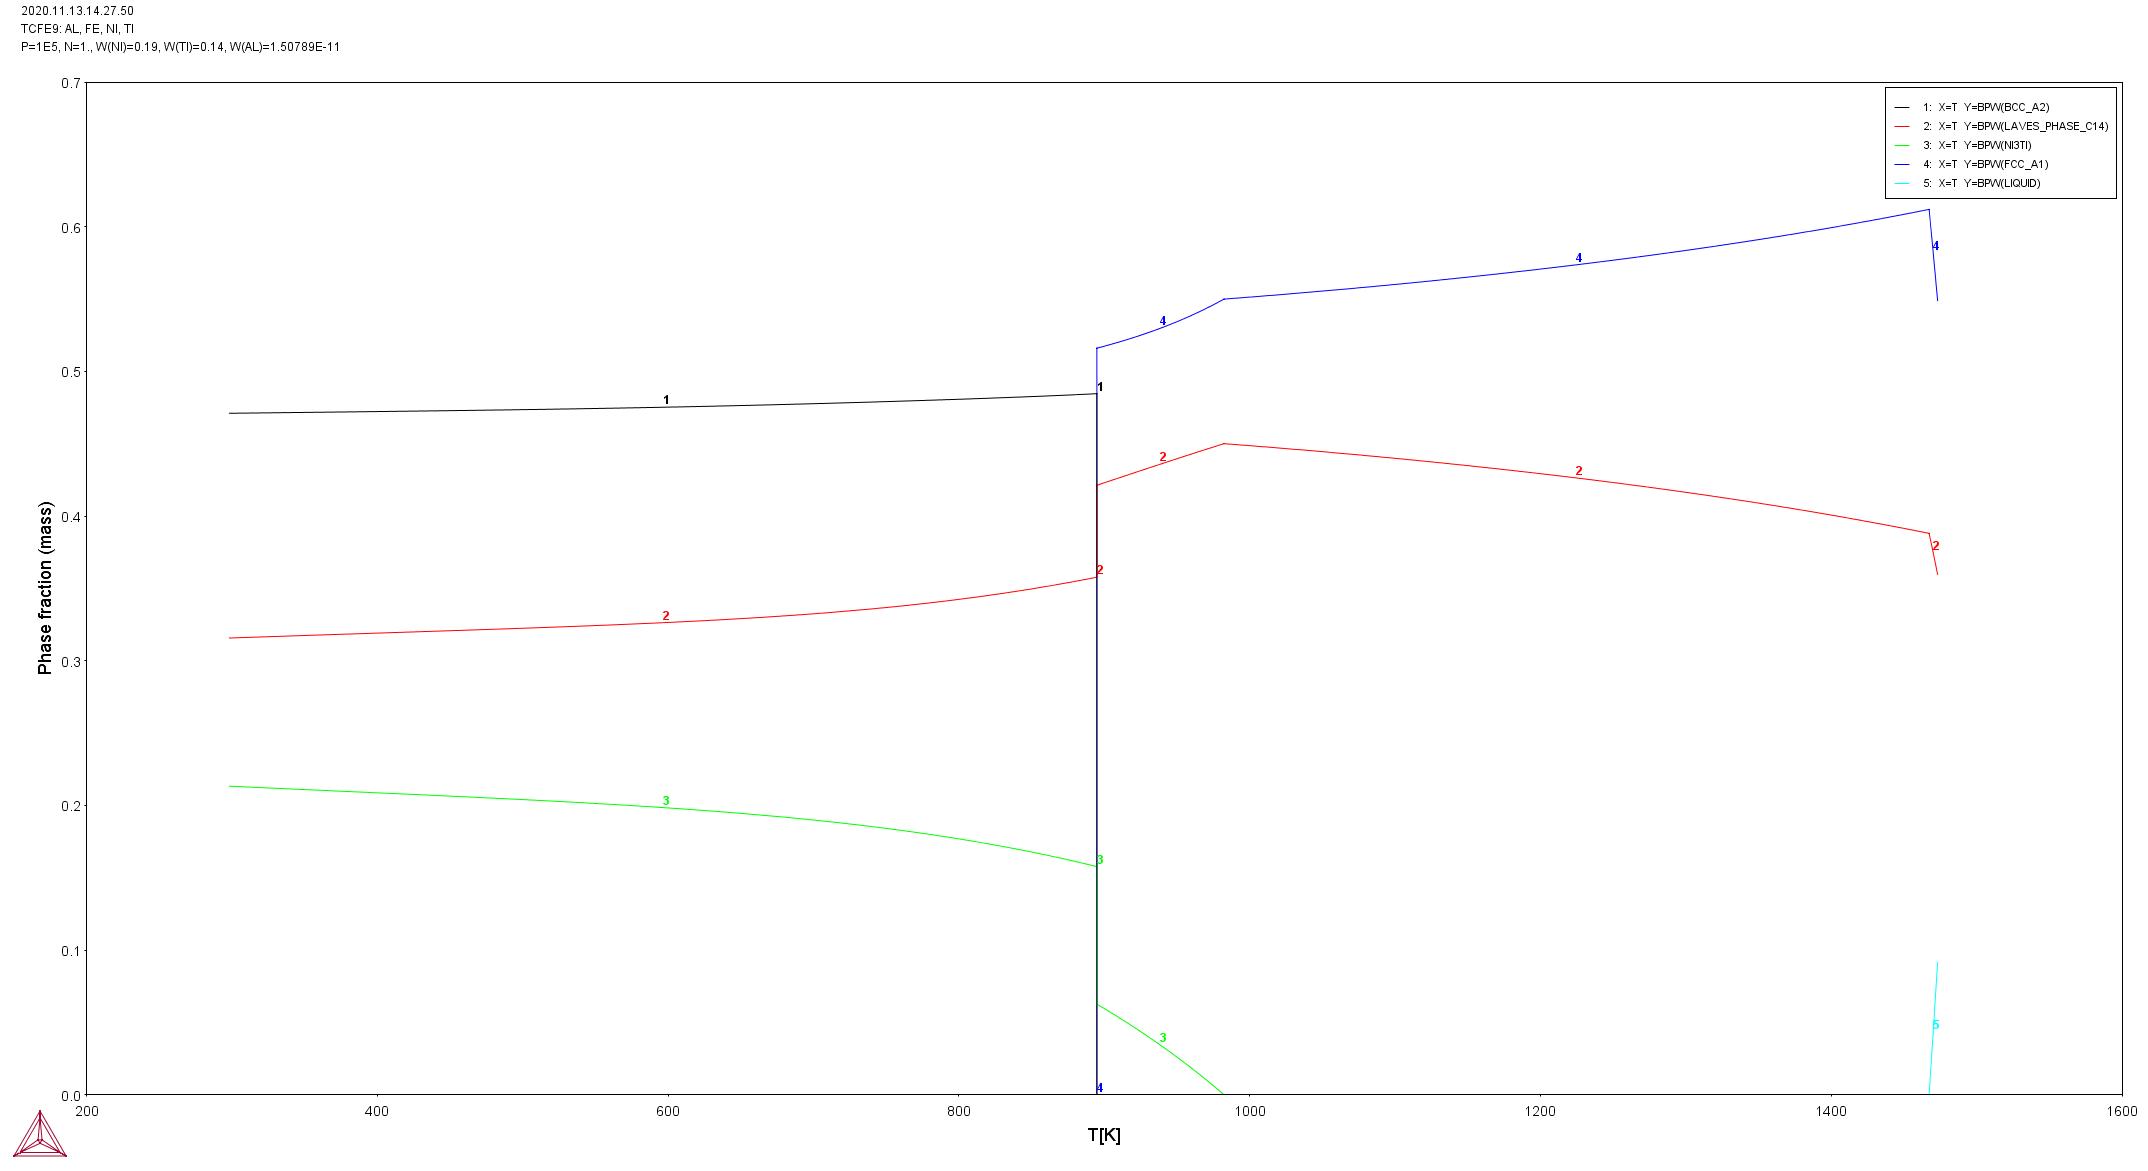 2020.11.13.14.27.50
TCFE9: AL, FE, NI, TI
P=1E5, N=1., W(NI)=0.19, W(TI)=0.14, W(AL)=1.50789E-11
1: X=T Y=BPW(BCC_A2)
2: X=T Y=BPW(LAVES_PHASE_C14)
3: X=T Y=BPW(NI3TI)
4: X=T Y=BPW(FCC_A1)
5: X=T Y=BPW(LIQUID)
Phase fraction (mass)
0.7
0.6
0.5
0.4
0.3
0.2
0.1
0.0
1
1
2
2
2
2
2
3
3
3
4
4
4
4
5
200 400 600 800 1000 1200 1400 1600
T[K]